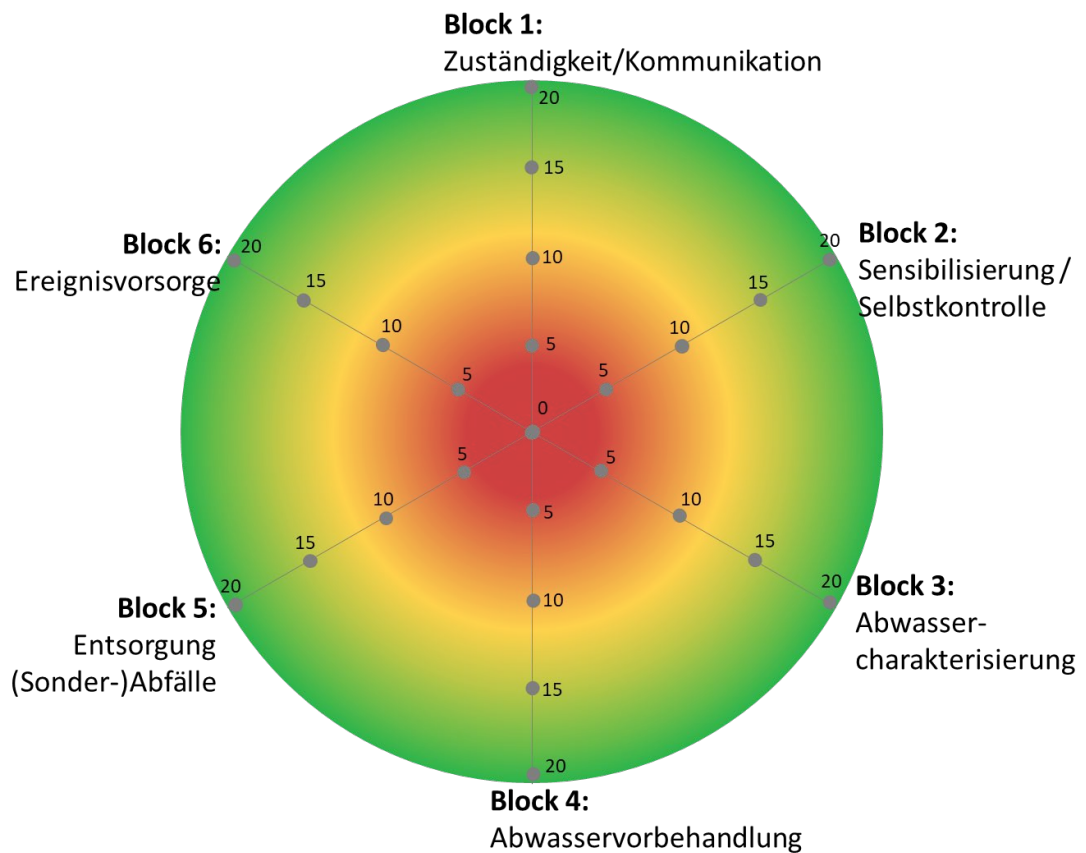 Block 1:
Zuständigkeit/Kommunikation
20
15
10
5
0
Block 2:
Sensibilisierung/
Selbstkontrolle
20
15
10
5
Block 3:
Abwasser-
charakterisierung
5
10
15
20
5
10
15
20
Block 4:
Abwasservorbehandlung
Block 5:
Entsorgung
(Sonder-)Abfälle
5
10
15
20
Block 6:
Ereignisvorsorge
20
15
10
5